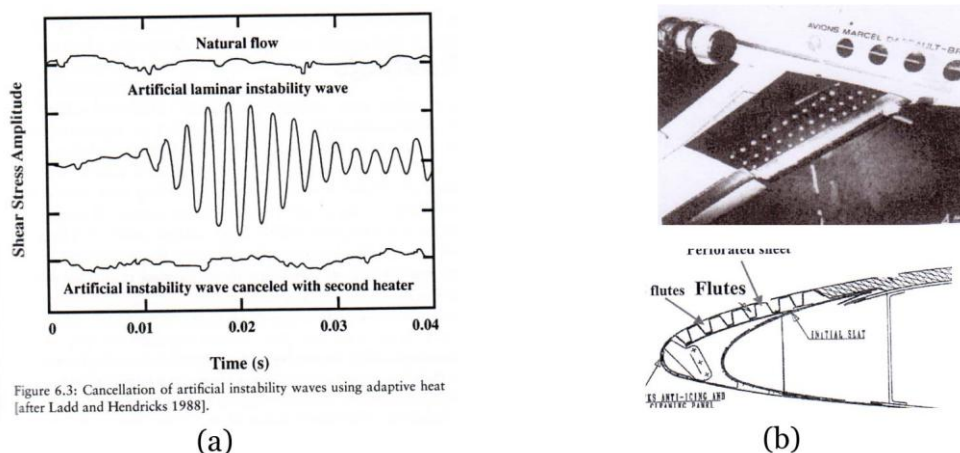 Natural flow
Artificial laminar instability wave
Shear Stress Amplitude
Artificial instability wave canceled with second heater
0 0.01 0.02 0.03 0.04
Time (s)
Figure 6.3: Cancellation of artificial instability waves using adaptive heat
[after Ladd and Hendricks 1988].
(a)
AVIONS MARCEL
Perforated sheet
flutes Flutes
INITIAL SLAT
ANTI-ICING AND
CLEANING PANEL
(b)